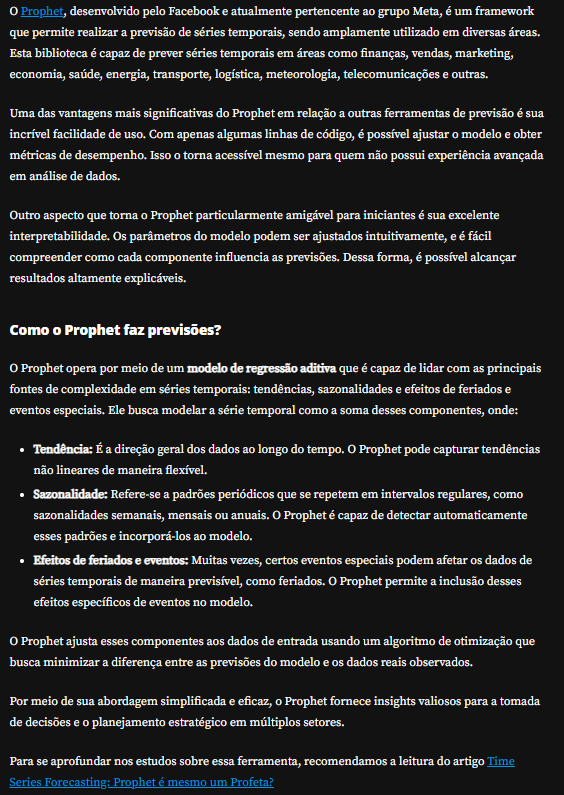 O Prophet, desenvolvido pelo Facebook e atualmente pertencente ao grupo Meta, é um framework
que permite realizar a previsão de séries temporais, sendo amplamente utilizado em diversas áreas.
Esta biblioteca é capaz de prever séries temporais em áreas como finanças, vendas, marketing,
economia, saúde, energia, transporte, logística, meteorologia, telecomunicações e outras.
Uma das vantagens mais significativas do Prophet em relação a outras ferramentas de previsão é sua
incrível facilidade de uso. Com apenas algumas linhas de código, é possível ajustar o modelo e obter
métricas de desempenho. Isso o torna acessível mesmo para quem não possui experiência avançada
em análise de dados.
Outro aspecto que torna o Prophet particularmente amigável para iniciantes é sua excelente
interpretabilidade. Os parâmetros do modelo podem ser ajustados intuitivamente, e é fácil
compreender como cada componente influencia as previsões. Dessa forma, é possível alcançar
resultados altamente explicáveis.
Como o Prophet faz previsões?
O Prophet opera por meio de um modelo de regressão aditiva que é capaz de lidar com as principais
fontes de complexidade em séries temporais: tendências, sazonalidades e efeitos de feriados e
eventos especiais. Ele busca modelar a série temporal como a soma desses componentes, onde:
• Tendência: É a direção geral dos dados ao longo do tempo. O Prophet pode capturar tendências
não lineares de maneira flexível.
• Sazonalidade: Refere-se a padrões periódicos que se repetem em intervalos regulares, como
sazonalidades semanais, mensais ou anuais. O Prophet é capaz de detectar automaticamente
esses padrões e incorporá-los ao modelo.
• Efeitos de feriados e eventos: Muitas vezes, certos eventos especiais podem afetar os dados de
séries temporais de maneira previsível, como feriados. O Prophet permite a inclusão desses
efeitos específicos de eventos no modelo.
O Prophet ajusta esses componentes aos dados de entrada usando um algoritmo de otimização que
busca minimizar a diferença entre as previsões do modelo e os dados reais observados.
Por meio de sua abordagem simplificada e eficaz, o Prophet fornece insights valiosos para a tomada
de decisões e o planejamento estratégico em múltiplos setores.
Para se aprofundar nos estudos sobre essa ferramenta, recomendamos a leitura do artigo Time
Series Forecasting: Prophet é mesmo um Profeta?